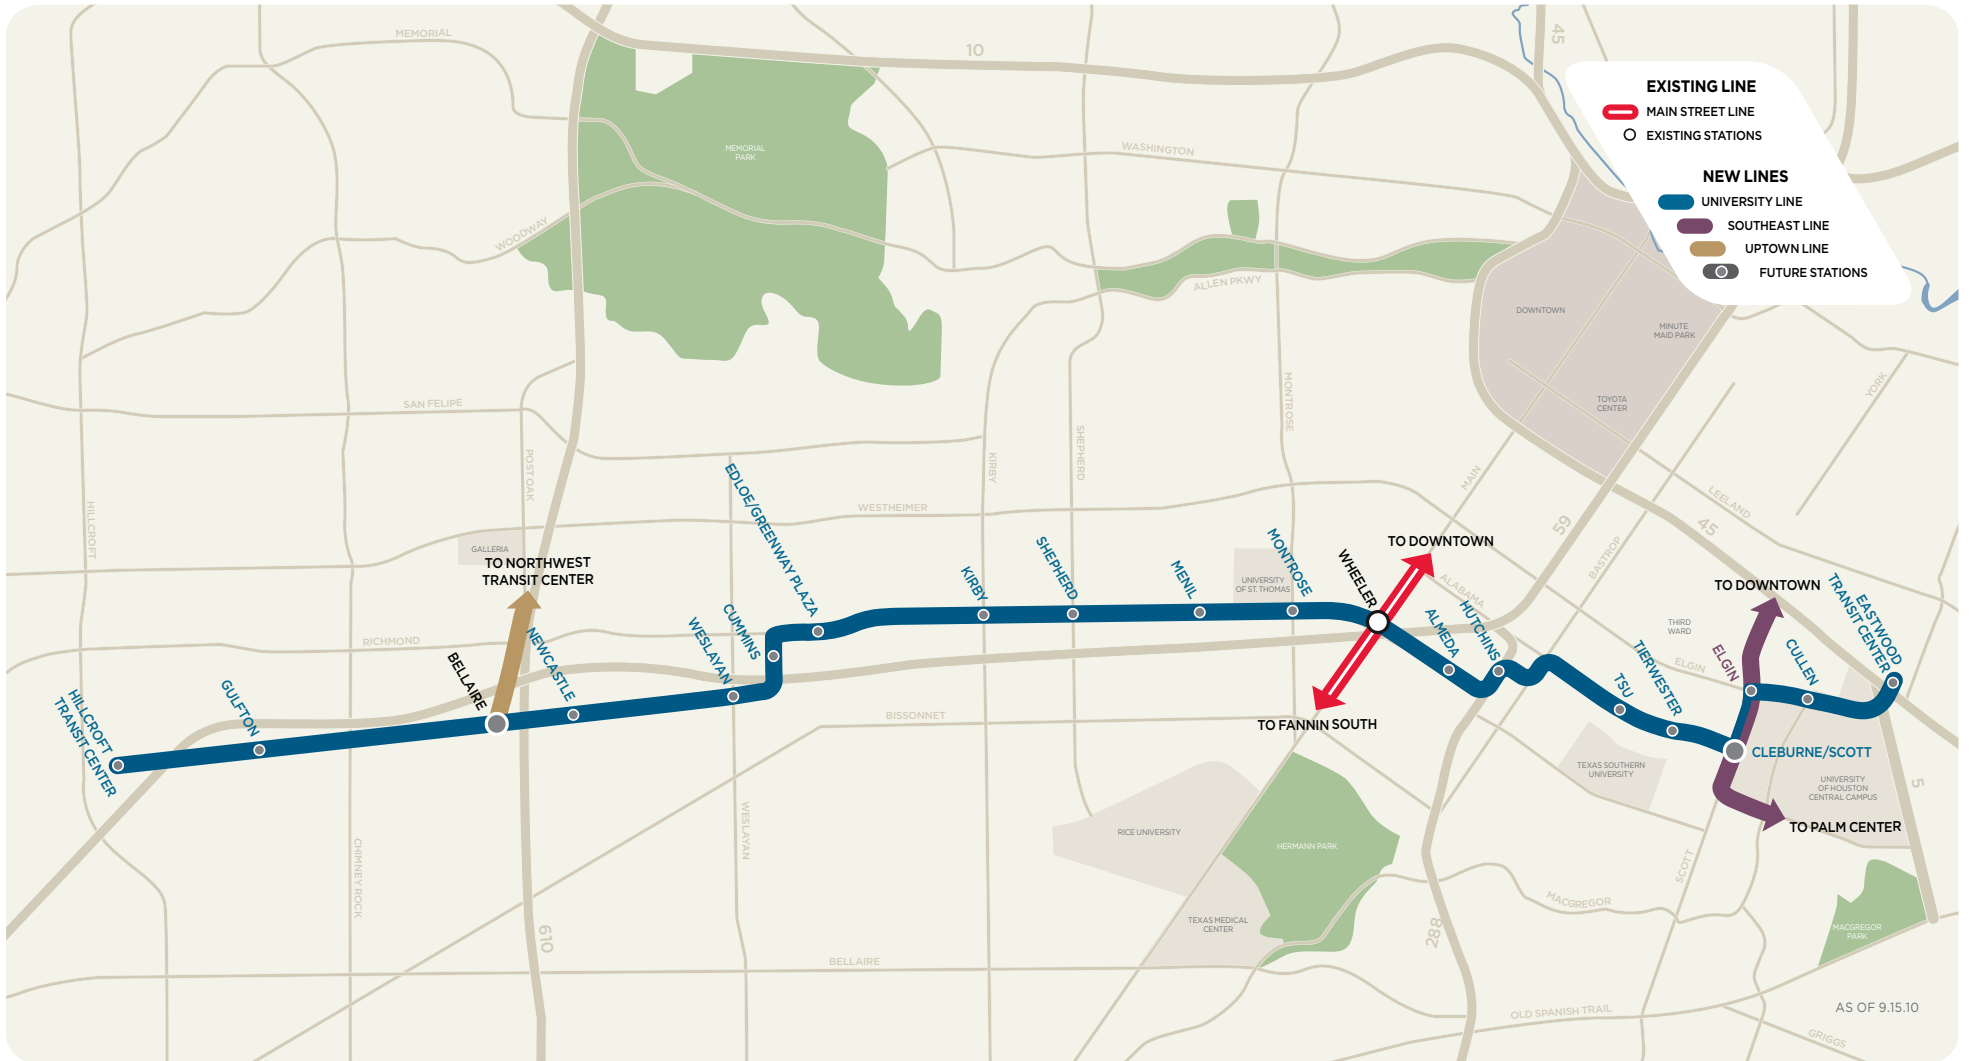 MEMORIAL
10
45
EXISTING LINE
MAIN STREET LINE
EXISTING STATIONS
NEW LINES
UNIVERSITY LINE
SOUTHEAST LINE
UPTOWN LINE
FUTURE STATIONS
MEMORIAL
PARK
WASHINGTON
WOODWAY
ALLEN PKWY
DOWNTOWN
MINUTE
MAID PARK
TOYOTA
CENTER
YORK
SAN FELIPE
MONTROSE
SHEPHERD
KIRBY
POST OAK
HILLCROFT
MAIN
LEELAND
45
59
BASTROP
WESTHEIMER
GALLERIA
TO NORTHWEST
TRANSIT CENTER
EDLOE/GREENWAY PLAZA
KIRBY
SHEPHERD
MENIL
UNIVERSITY
OF ST. THOMAS
MONTROSE
WHEELER
TO DOWNTOWN
ALABAMA
ALMEDA
HUTCHINS
THIRD
WARD
ELGIN
TO DOWNTOWN
EASTWOOD
TRANSIT CENTER
CULLEN
ELGIN
TIERWESTER
TSU
RICHMOND
NEWCASTLE
CUMMINS
WESLAYAN
BELLAIRE
GULFTON
HILLCROFT
TRANSIT CENTER
BISSONNET
TO FANNIN SOUTH
CLEBURNE/SCOTT
TEXAS SOUTHERN
UNIVERSITY
UNIVERSITY
OF HOUSTON
CENTRAL CAMPUS
5
TO PALM CENTER
RICE UNIVERSITY
HERMANN PARK
WESLAYAN
CHIMNEY ROCK
SCOTT
MACGREGOR
TEXAS MEDICAL
CENTER
288
610
MACGREGOR
PARK
BELLAIRE
OLD SPANISH TRAIL
AS OF 9.15.10
GRIGGS